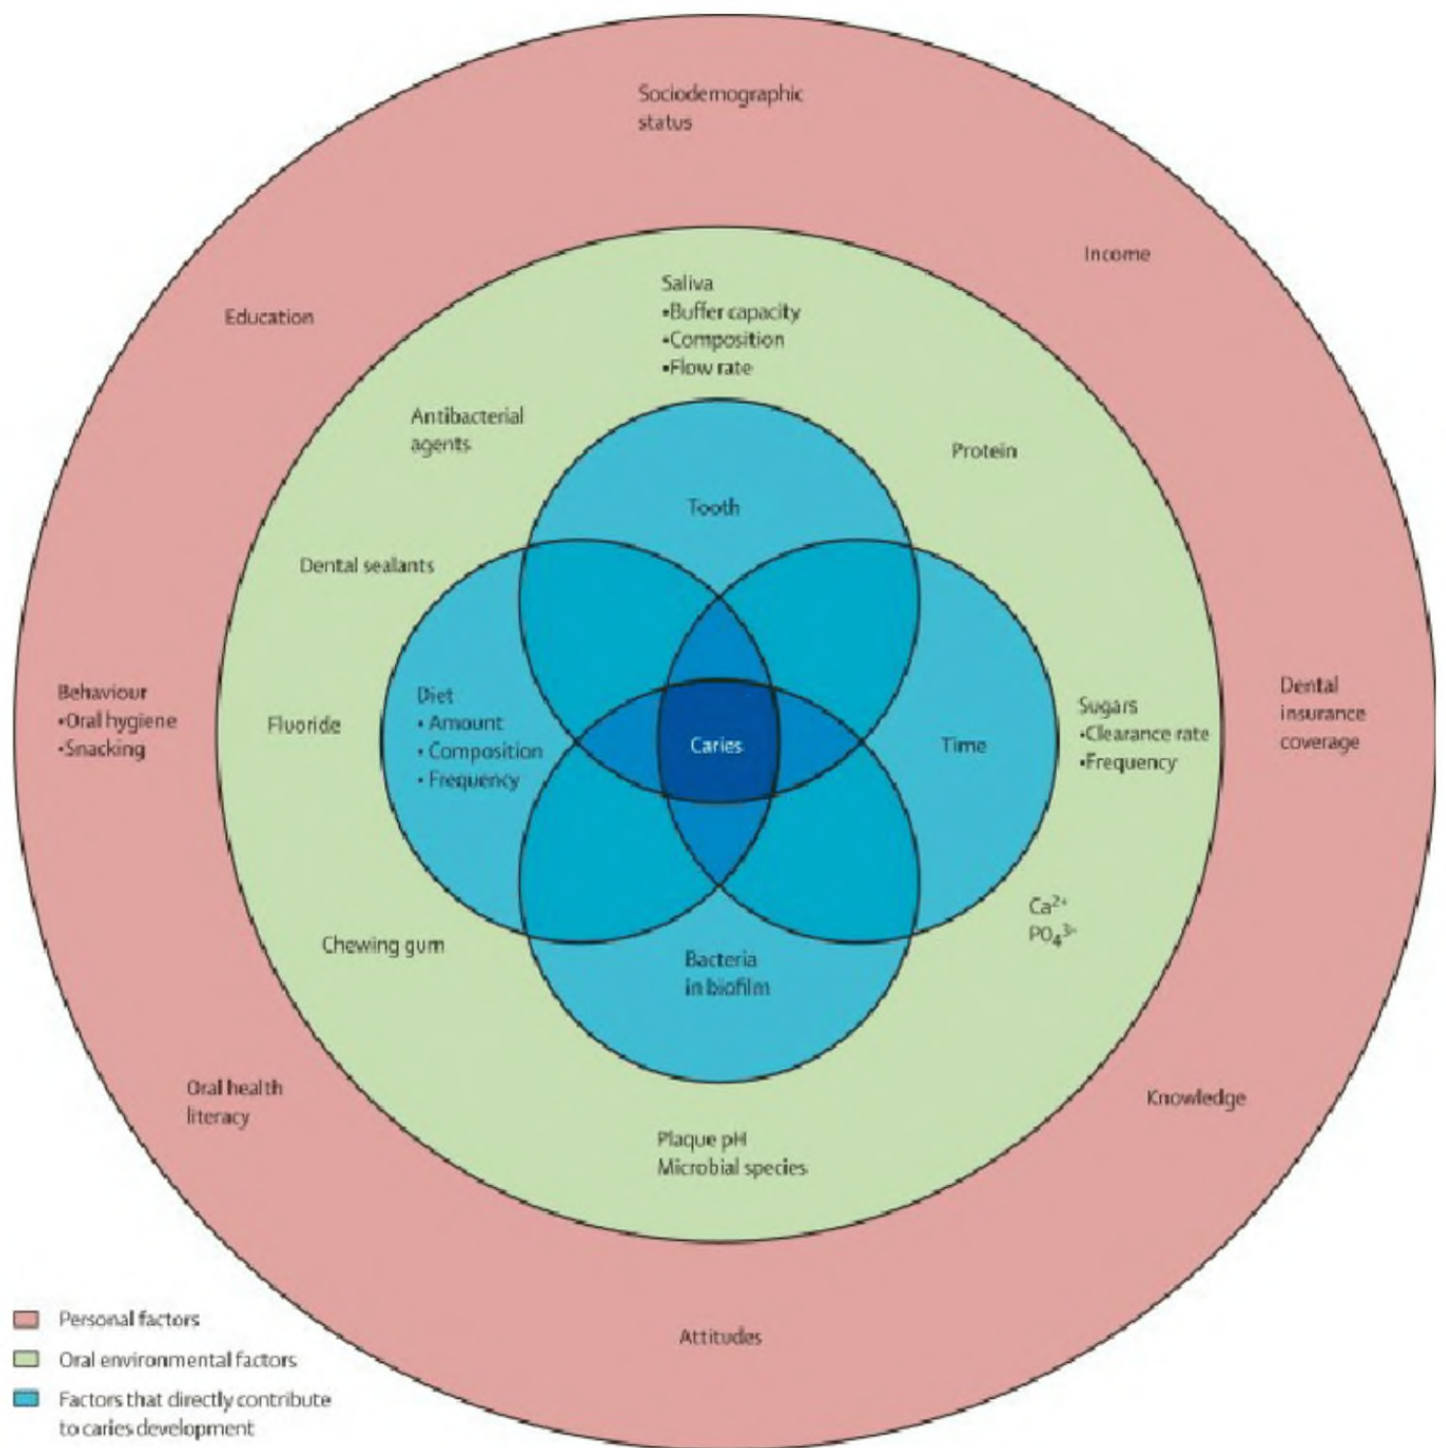 Sociodemographic
status
Income
Education
Saliva
•Buffer capacity
•Composition
•Flow rate
Antibacterial
agents
Protein
Tooth
Dental sealants
Behaviour
•Oral hygiene
•Snacking
Fluoride
Diet
• Amount
• Composition
• Frequency
Caries
Time
Sugars
•Clearance rate
•Frequency
Dental
insurance
coverage
Ca²⁺
PO₄³⁻
Chewing gum
Bacteria
in biofilm
Oral health
literacy
Knowledge
Plaque pH
Microbial species
Attitudes
Personal factors
Oral environmental factors
Factors that directly contribute
to caries development